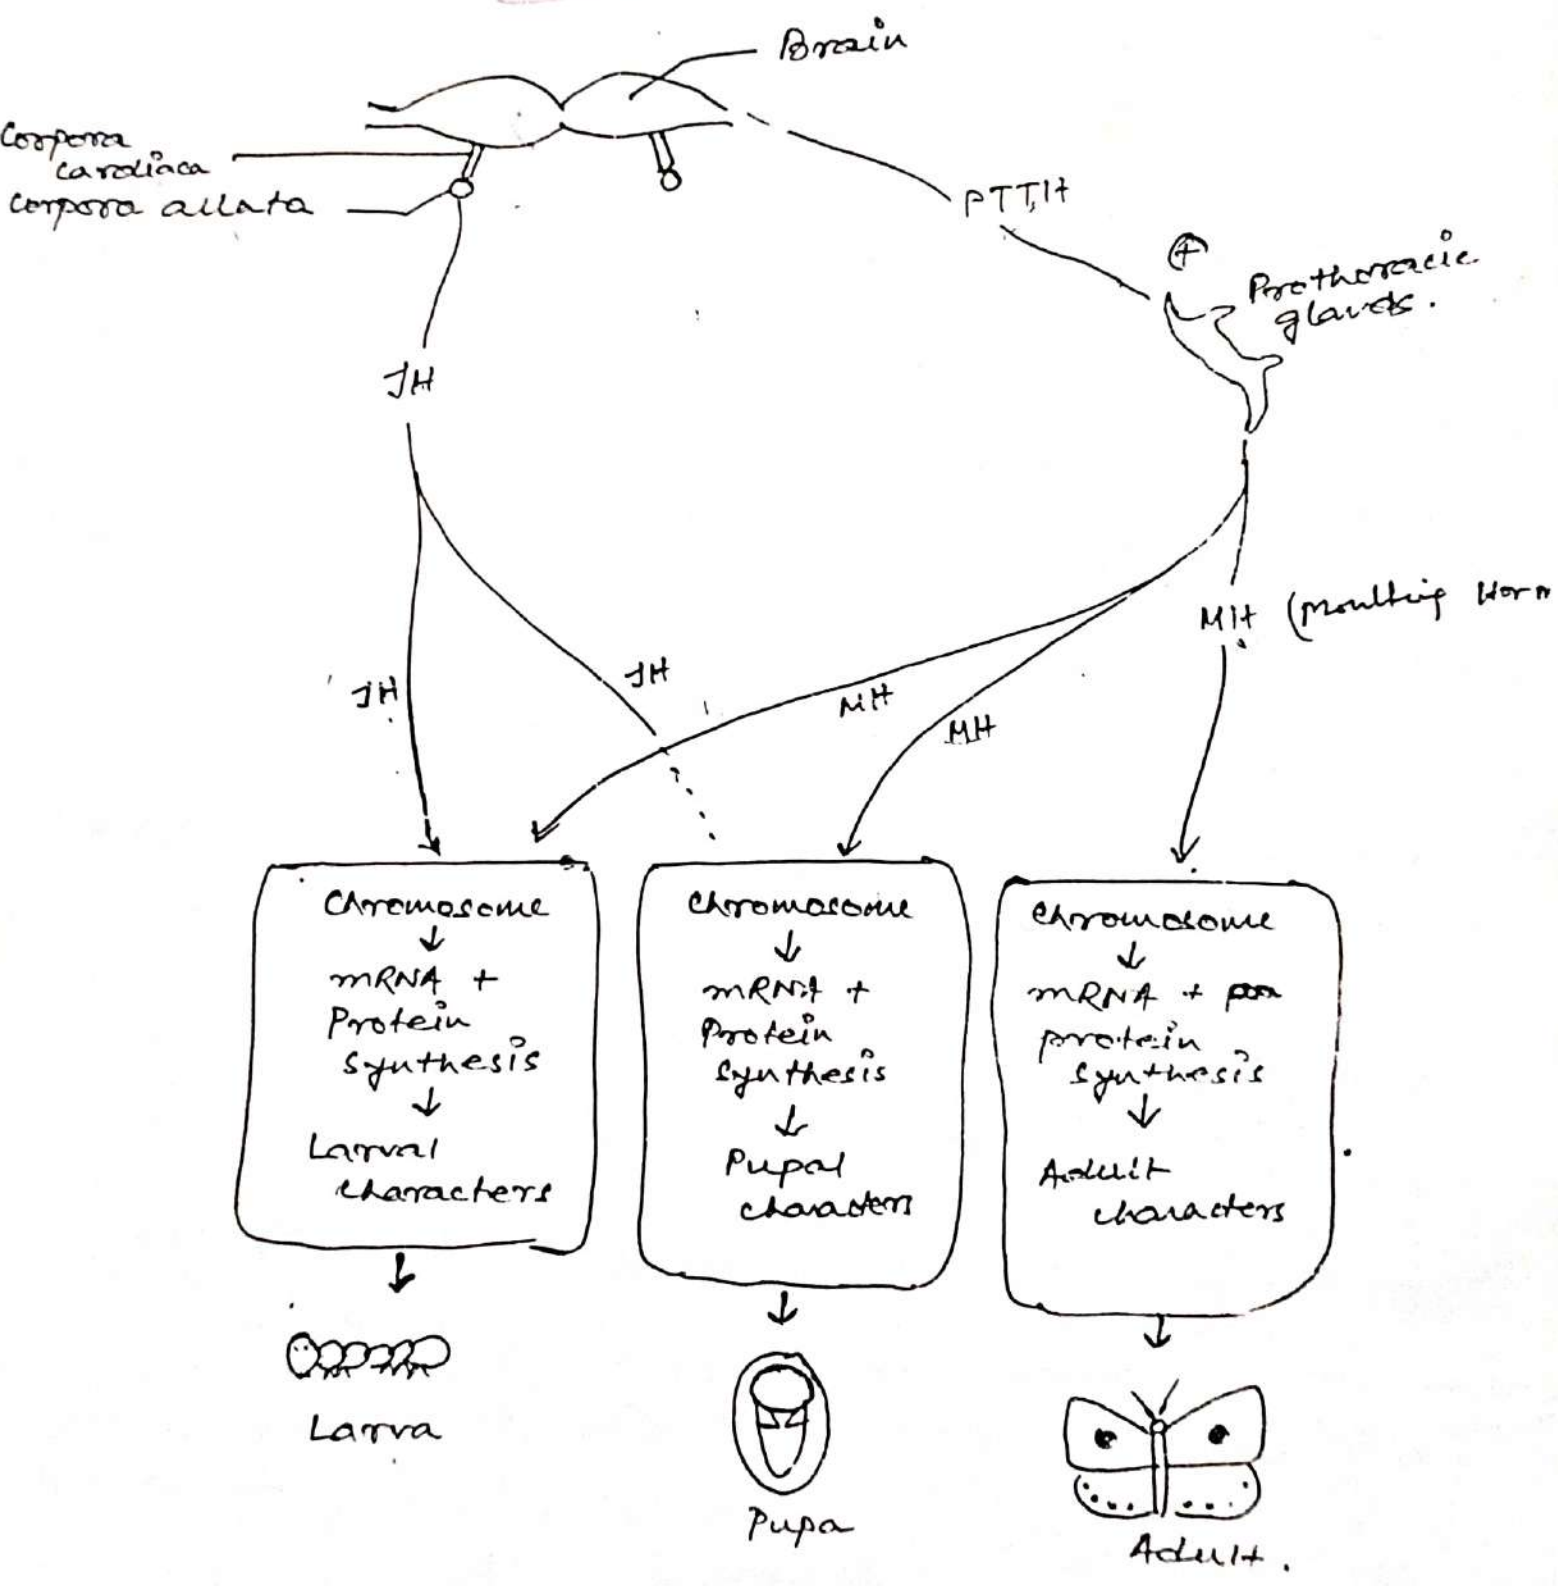 Brain
Corpora
cardiaca
Corpora allata
PTTH
+
Prothoracic
glands.
JH
MH (Moulting Horm
JH
JH
MH
MH
Chromosome
↓
mRNA +
Protein
synthesis
↓
Larval
characters
↓
Larva
Chromosome
↓
mRNA +
Protein
synthesis
↓
Pupal
characters
↓
Pupa
Chromosome
↓
mRNA +
protein
synthesis
↓
Adult
characters
↓
Adult.